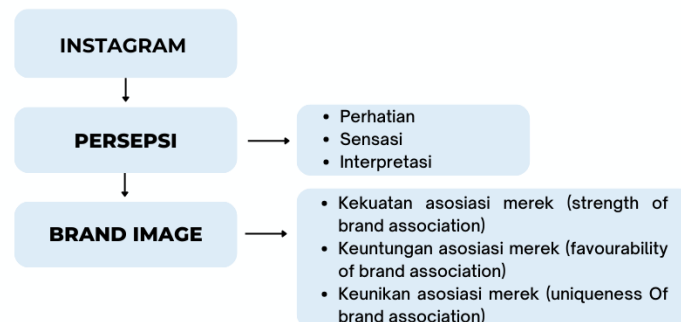 INSTAGRAM
PERSEPSI
• Perhatian
• Sensasi
• Interpretasi
BRAND IMAGE
• Kekuatan asosiasi merek (strength of
brand association)
• Keuntungan asosiasi merek (favourability
of brand association)
• Keunikan asosiasi merek (uniqueness Of
brand association)